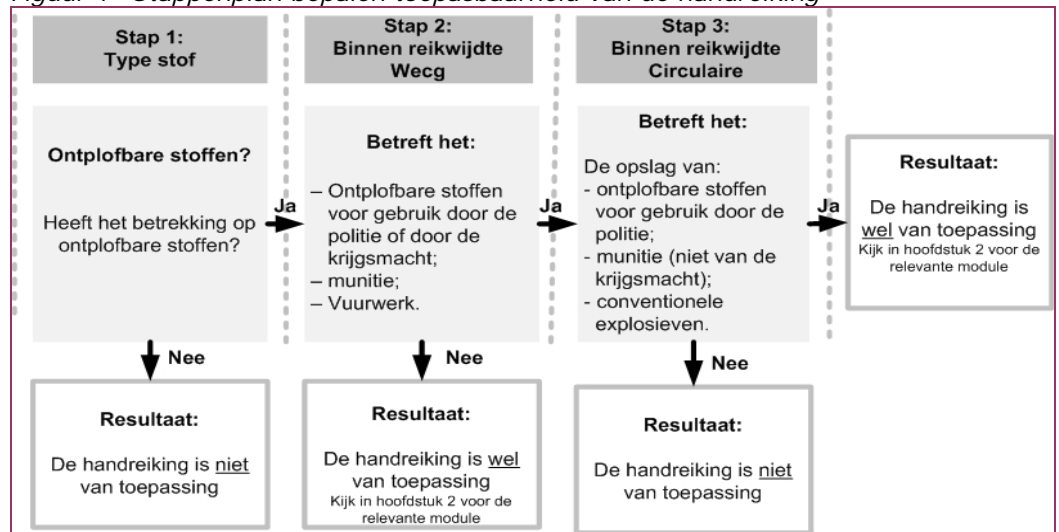 Figuur 1 Stappenplan bepalen toepasbaarheid van de handreiking
Stap 1:
Type stof
Ontplofbare stoffen?
Heeft het betrekking op
ontplofbare stoffen?
Ja
Nee
Resultaat:
De handreiking is niet
van toepassing
Stap 2:
Binnen reikwijdte
Wecg
Betreft het:
– Ontplofbare stoffen
voor gebruik door de
politie of door de
krijgsmacht;
– munitie;
– Vuurwerk.
Ja
Nee
Resultaat:
De handreiking is wel
van toepassing
Kijk in hoofdstuk 2 voor de
relevante module
Stap 3:
Binnen reikwijdte
Circulaire
Betreft het:
De opslag van:
- ontplofbare stoffen
voor gebruik door de
politie;
- munitie (niet van de
krijgsmacht);
- conventionele
explosieven.
Ja
Nee
Resultaat:
De handreiking is niet
van toepassing
Resultaat:
De handreiking is
wel van toepassing
Kijk in hoofdstuk 2 voor de
relevante module